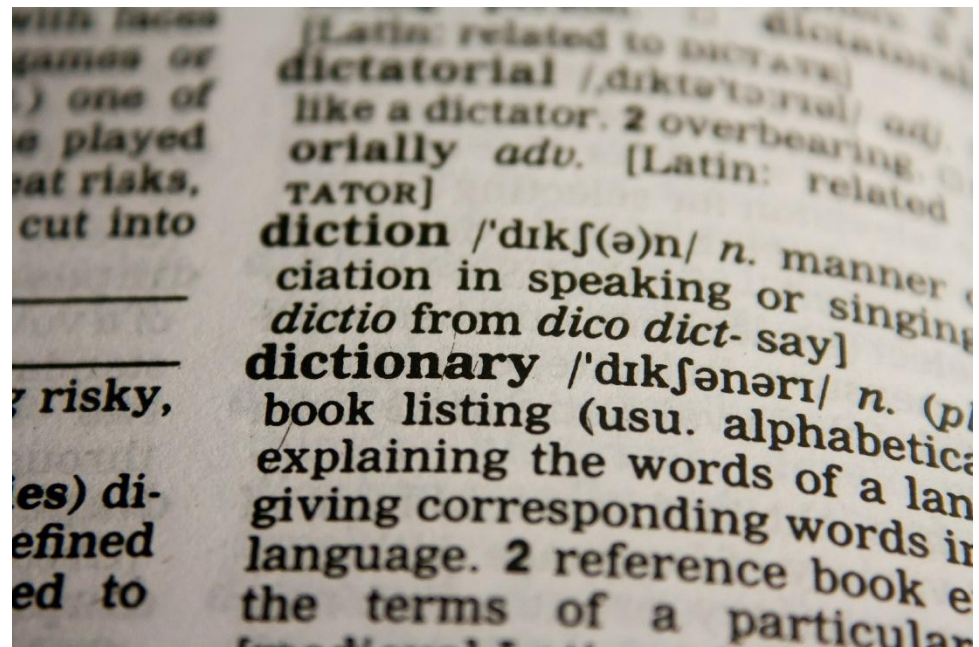 with faces
games or
.) one of
e played
eat risks,
cut into
risky,
es) di-
efined
ed to
[Latin: related to DICTATE]
dictatorial /ˌdɪktəˈtɔːrɪəl/ adj.
like a dictator. 2 overbearing.
orially adv. [Latin: related
TATOR]
diction /ˈdɪkʃ(ə)n/ n. manner
ciation in speaking or singing
dictio from dico dict- say]
dictionary /ˈdɪkʃənərɪ/ n. (pl
book listing (usu. alphabetica
explaining the words of a lan
giving corresponding words in
language. 2 reference book e
the terms of a particular